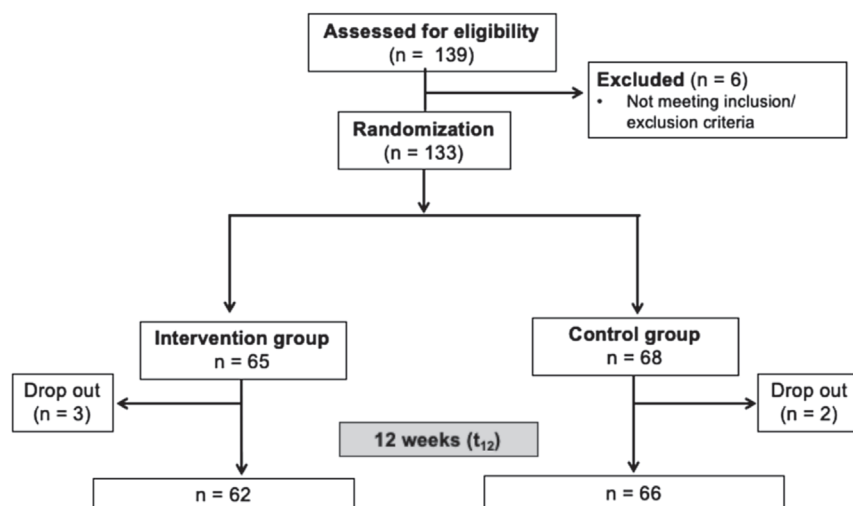 Assessed for eligibility
(n = 139)
Excluded (n = 6)
• Not meeting inclusion/
exclusion criteria
Randomization
(n = 133)
Intervention group
n = 65
Control group
n = 68
Drop out
(n = 3)
Drop out
(n = 2)
12 weeks (t₁₂)
n = 62
n = 66